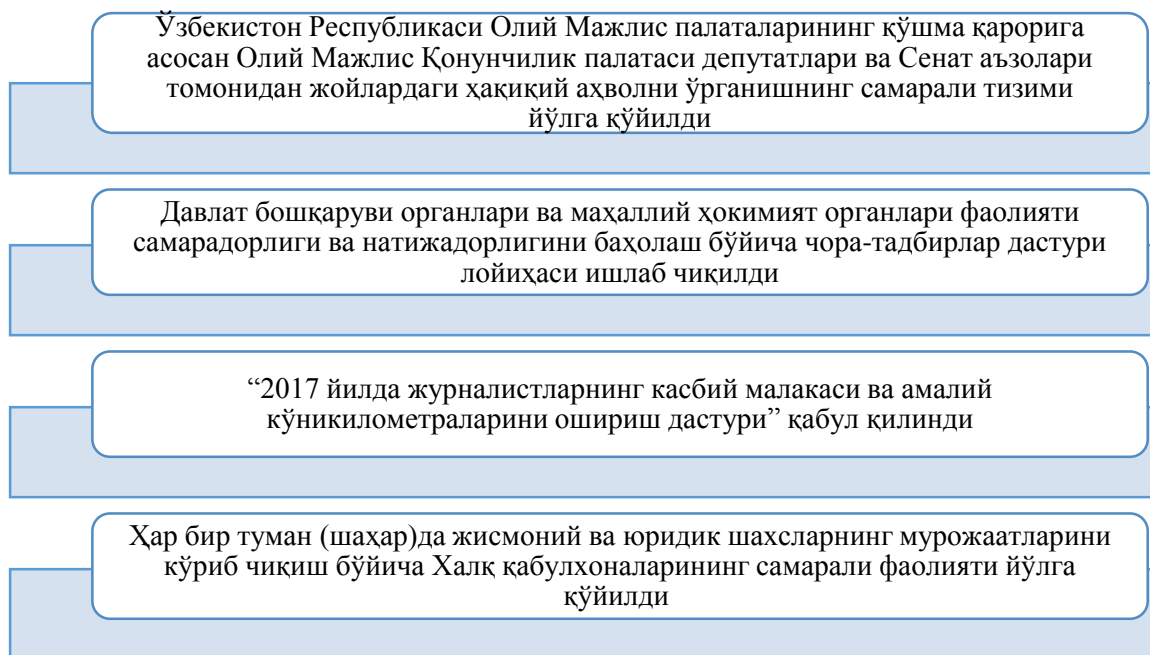 Ўзбекистон Республикаси Олий Мажлис палаталарининг қўшма қарорига
асосан Олий Мажлис Қонунчилик палатаси депутатлари ва Сенат аъзолари
томонидан жойлардаги ҳақиқий аҳволни ўрганишнинг самарали тизими
йўлга қўйилди
Давлат бошқаруви органлари ва маҳаллий ҳокимият органлари фаолияти
самарадорлиги ва натижадорлигини баҳолаш бўйича чора-тадбирлар дастури
лойиҳаси ишлаб чиқилди
“2017 йилда журналистларнинг касбий малакаси ва амалий
кўникилометраларини ошириш дастури” қабул қилинди
Ҳар бир туман (шаҳар)да жисмоний ва юридик шахсларнинг мурожаатларини
кўриб чиқиш бўйича Халқ қабулхоналарининг самарали фаолияти йўлга
қўйилди